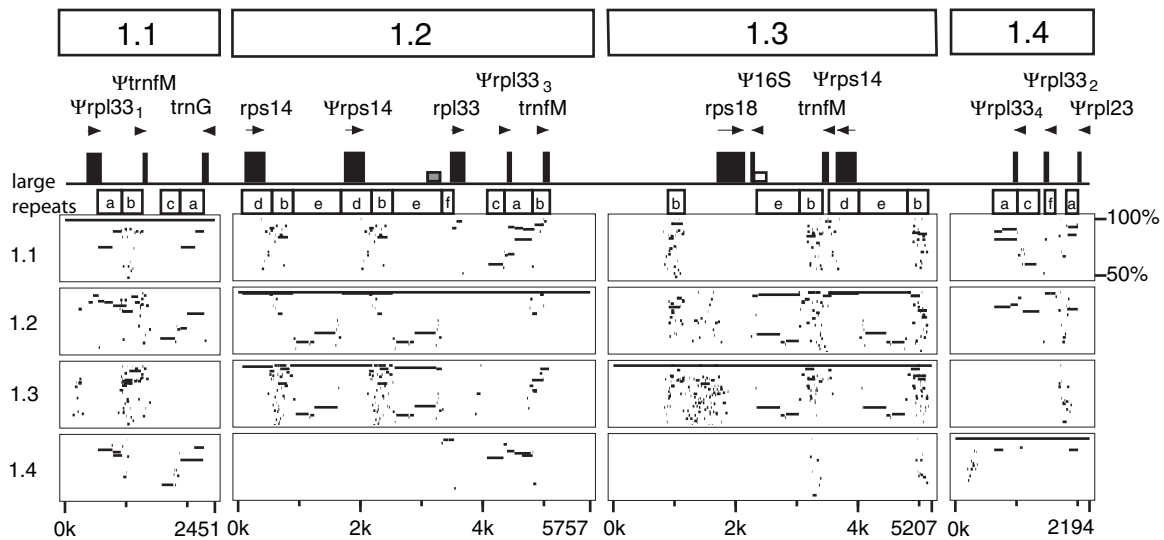 1.1 1.2 1.3 1.4
ΨtrnfM Ψrpl33₃ Ψ16S Ψrps14 Ψrpl33₂
Ψrpl33₁ trnG rps14 Ψrps14 rpl33 trnfM rps18 trnfM Ψrpl33₄ Ψrpl23
large
repeats a b c a d b e d b e f c a b b e b d e b a c f a
1.1 100%
50%
1.2
1.3
1.4
0k 2451 0k 2k 4k 5757 0k 2k 4k 5207 0k 2194